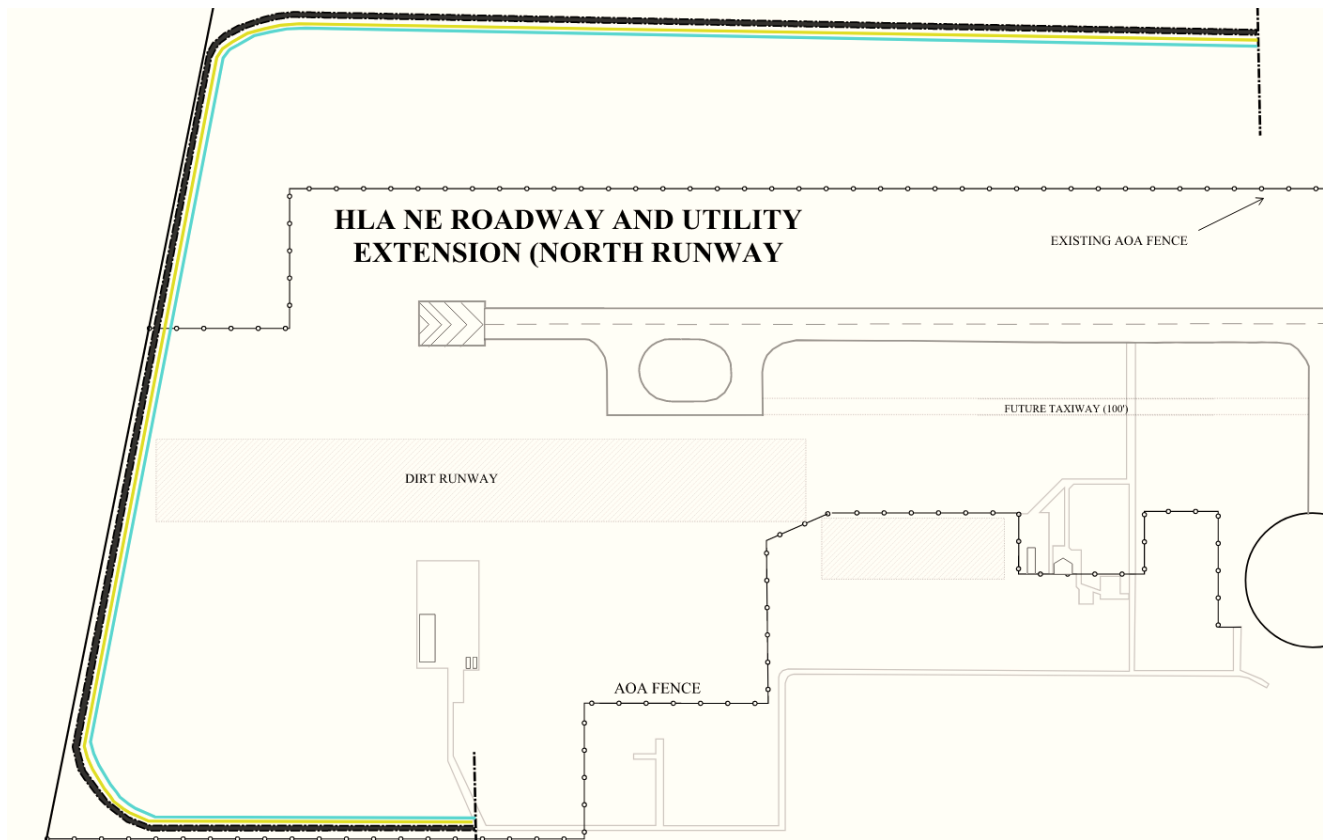 HLA NE ROADWAY AND UTILITY
EXTENSION (NORTH RUNWAY
EXISTING AOA FENCE
FUTURE TAXIWAY (100')
DIRT RUNWAY
AOA FENCE